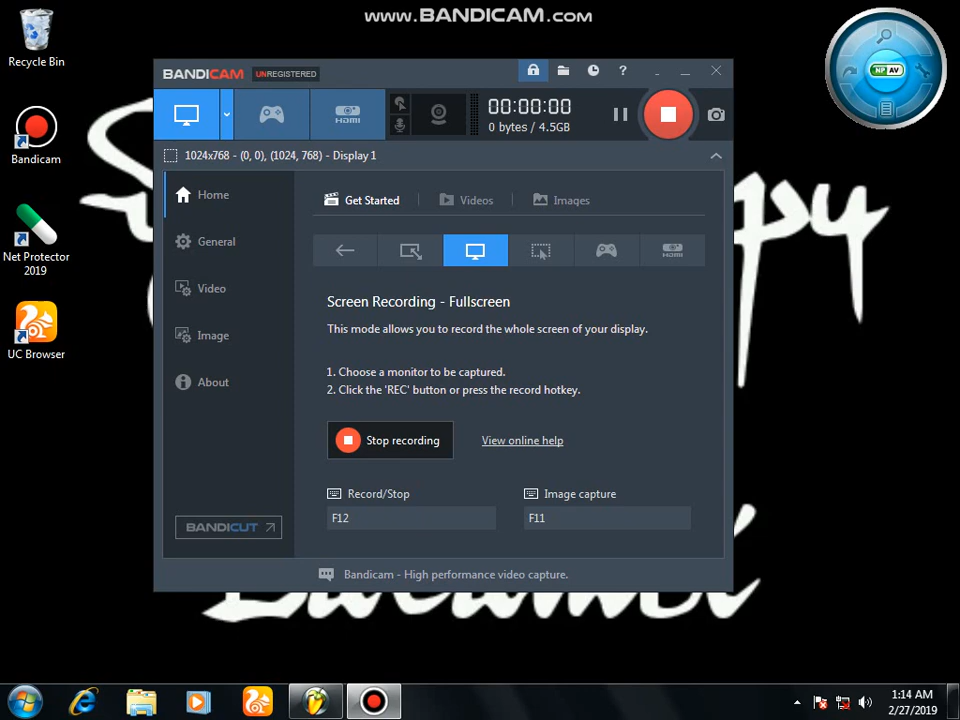 www.BANDICAM.com
Recycle Bin
Bandicam
Net Protector
2019
UC Browser
NP AV
BANDICAM UNREGISTERED
?
HDMI
00:00:00
0 bytes / 4.5GB
1024x768 - (0, 0), (1024, 768) - Display 1
Home
General
Video
Image
About
BANDICUT
Get Started
Videos
Images
HDMI
Screen Recording - Fullscreen
This mode allows you to record the whole screen of your display.
1. Choose a monitor to be captured.
2. Click the 'REC' button or press the record hotkey.
Stop recording
View online help
Record/Stop
Image capture
F12
F11
Bandicam - High performance video capture.
1:14 AM
2/27/2019